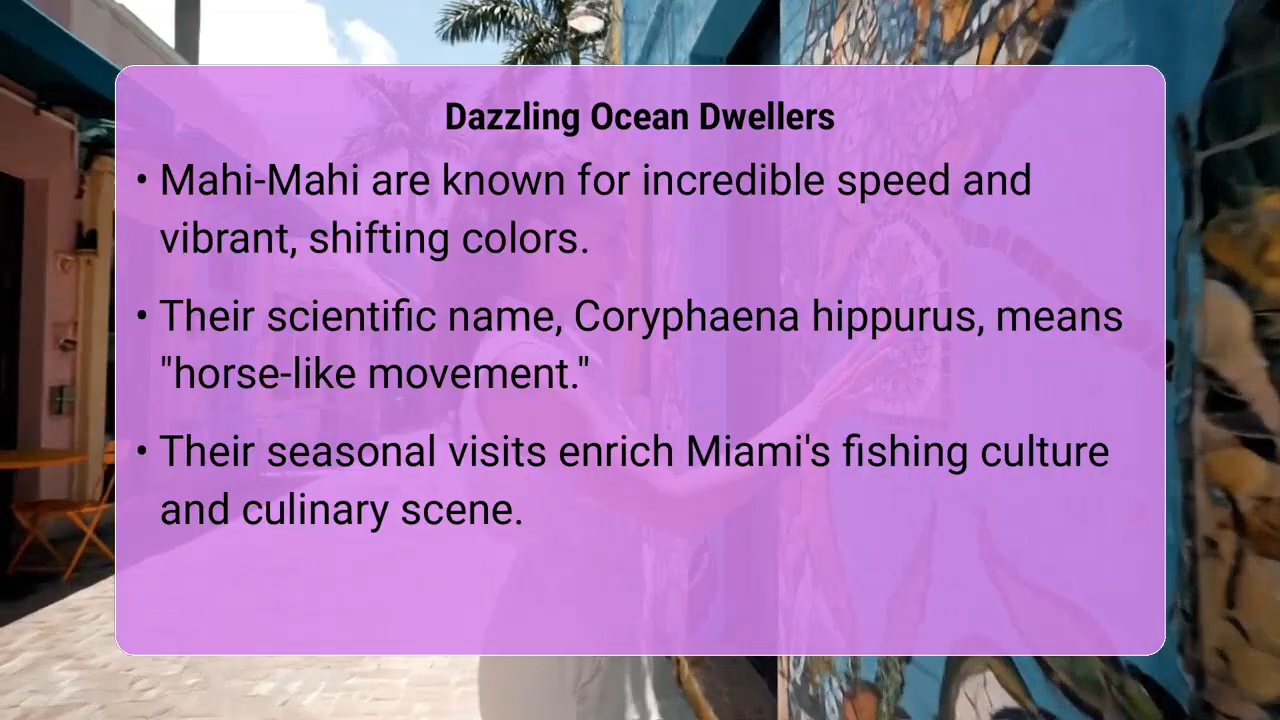 Dazzling Ocean Dwellers
• Mahi-Mahi are known for incredible speed and
vibrant, shifting colors.
• Their scientific name, Coryphaena hippurus, means
"horse-like movement."
• Their seasonal visits enrich Miami's fishing culture
and culinary scene.